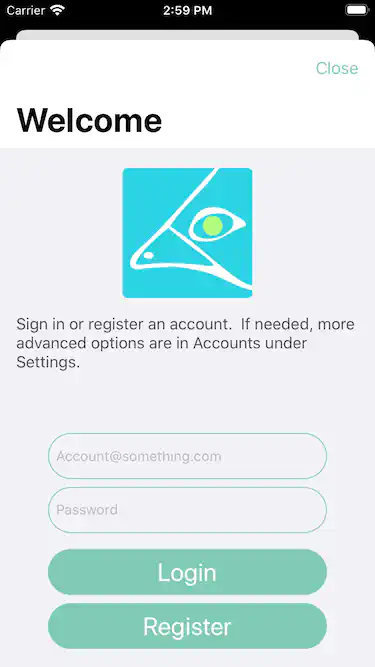 Carrier 2:59 PM
Close
Welcome
Sign in or register an account.  If needed, more
advanced options are in Accounts under
Settings.
Account@something.com
Password
Login
Register